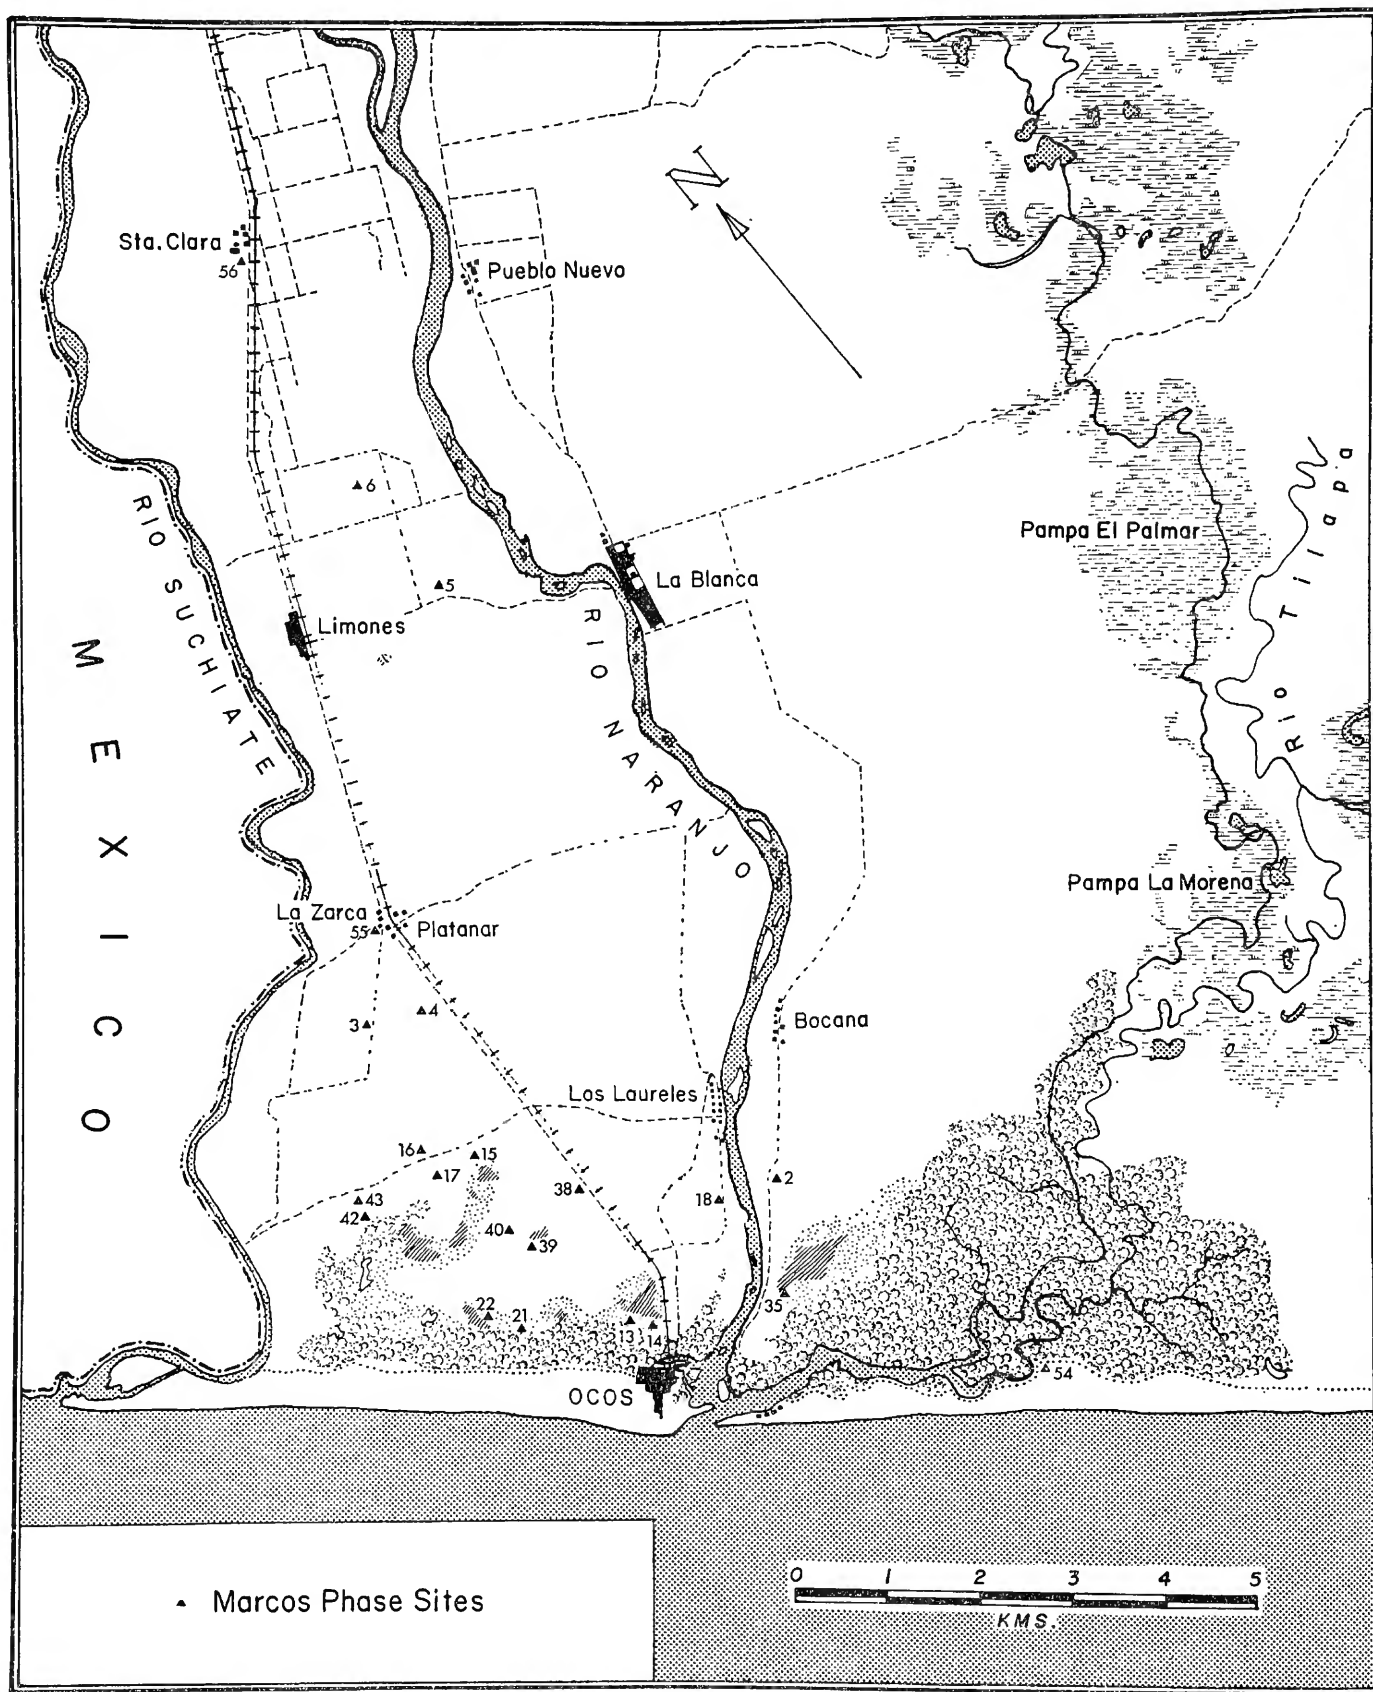 N
Sta. Clara
56
Pueblo Nuevo
6
RIO SUCHIATE
Pampa El Palmar
5
La Blanca
Limones
RIO NARANJO
Rio Tilapa
MEXICO
Pampa La Morena
La Zarca
55
Platanar
4
3
Bocana
Los Laureles
16
15
17
2
38
18
43
42
40
39
35
22
21
13
14
54
OCOS
Marcos Phase Sites
0 1 2 3 4 5
KMS.